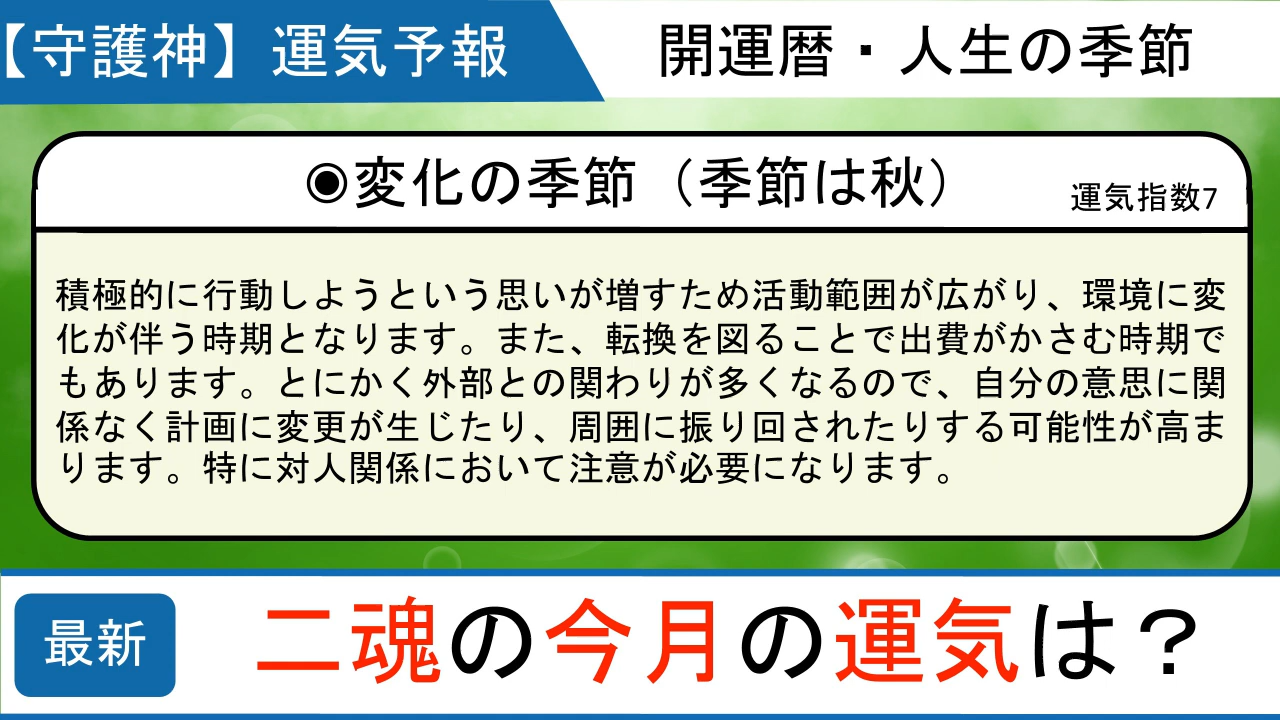 【守護神】運気予報
開運暦・人生の季節
◉変化の季節（季節は秋）
運気指数7
積極的に行動しようという思いが増すため活動範囲が広がり、環境に変
化が伴う時期となります。また、転換を図ることで出費がかさむ時期で
もあります。とにかく外部との関わりが多くなるので、自分の意思に関
係なく計画に変更が生じたり、周囲に振り回されたりする可能性が高ま
ります。特に対人関係において注意が必要になります。
最新
二魂の今月の運気は？